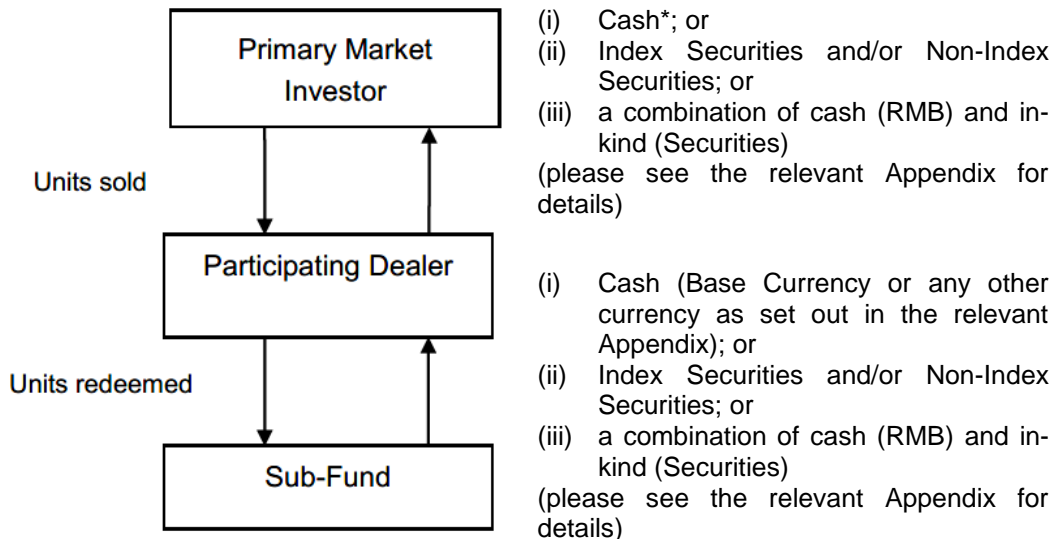 Primary Market
Investor
(i) Cash*; or
(ii) Index Securities and/or Non-Index
Securities; or
(iii) a combination of cash (RMB) and in-
kind (Securities)
(please see the relevant Appendix for
details)
Units sold
Participating Dealer
(i) Cash (Base Currency or any other
currency as set out in the relevant
Appendix); or
(ii) Index Securities and/or Non-Index
Securities; or
(iii) a combination of cash (RMB) and in-
kind (Securities)
(please see the relevant Appendix for
details)
Units redeemed
Sub-Fund